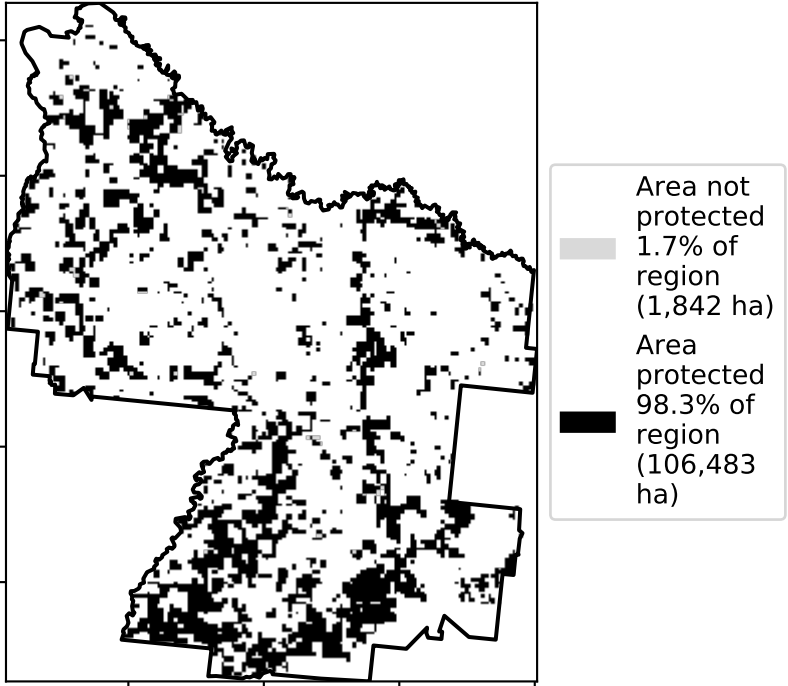 Area not
protected
1.7% of
region
(1,842 ha)
Area
protected
98.3% of
region
(106,483
ha)